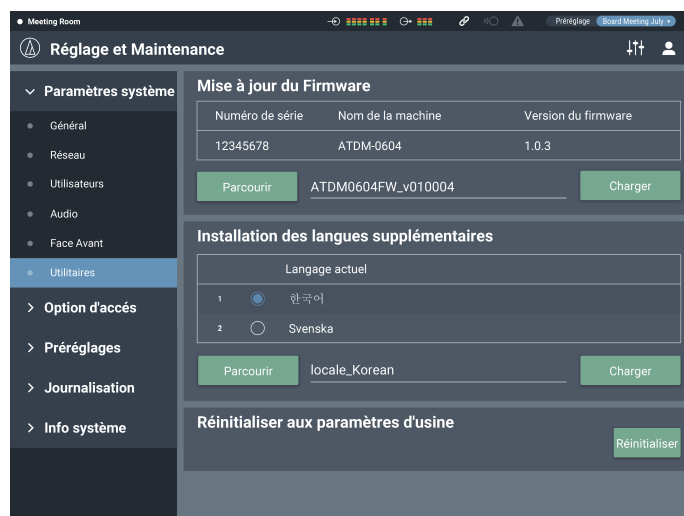 Meeting Room
Préréglage Board Meeting July
Réglage et Maintenance
Paramètres système
Général
Réseau
Utilisateurs
Audio
Face Avant
Utilitaires
Option d'accés
Préréglages
Journalisation
Info système
Mise à jour du Firmware
Numéro de série Nom de la machine Version du firmware
12345678 ATDM-0604 1.0.3
Parcourir ATDM0604FW_v010004 Charger
Installation des langues supplémentaires
Langage actuel
1 한국어
2 Svenska
Parcourir locale_Korean Charger
Réinitialiser aux paramètres d'usine
Réinitialiser